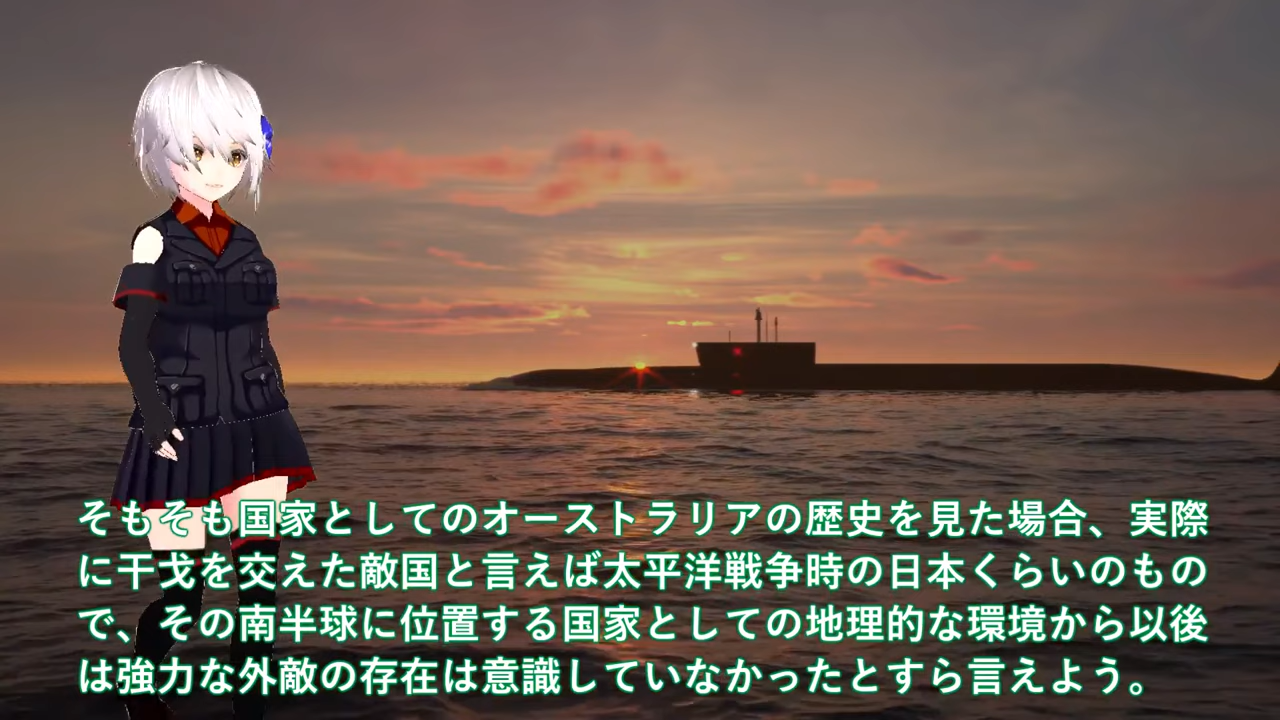 そもそも国家としてのオーストラリアの歴史を見た場合、実際
に干戈を交えた敵国と言えば太平洋戦争時の日本くらいのもの
で、その南半球に位置する国家としての地理的な環境から以後
は強力な外敵の存在は意識していなかったとすら言えよう。